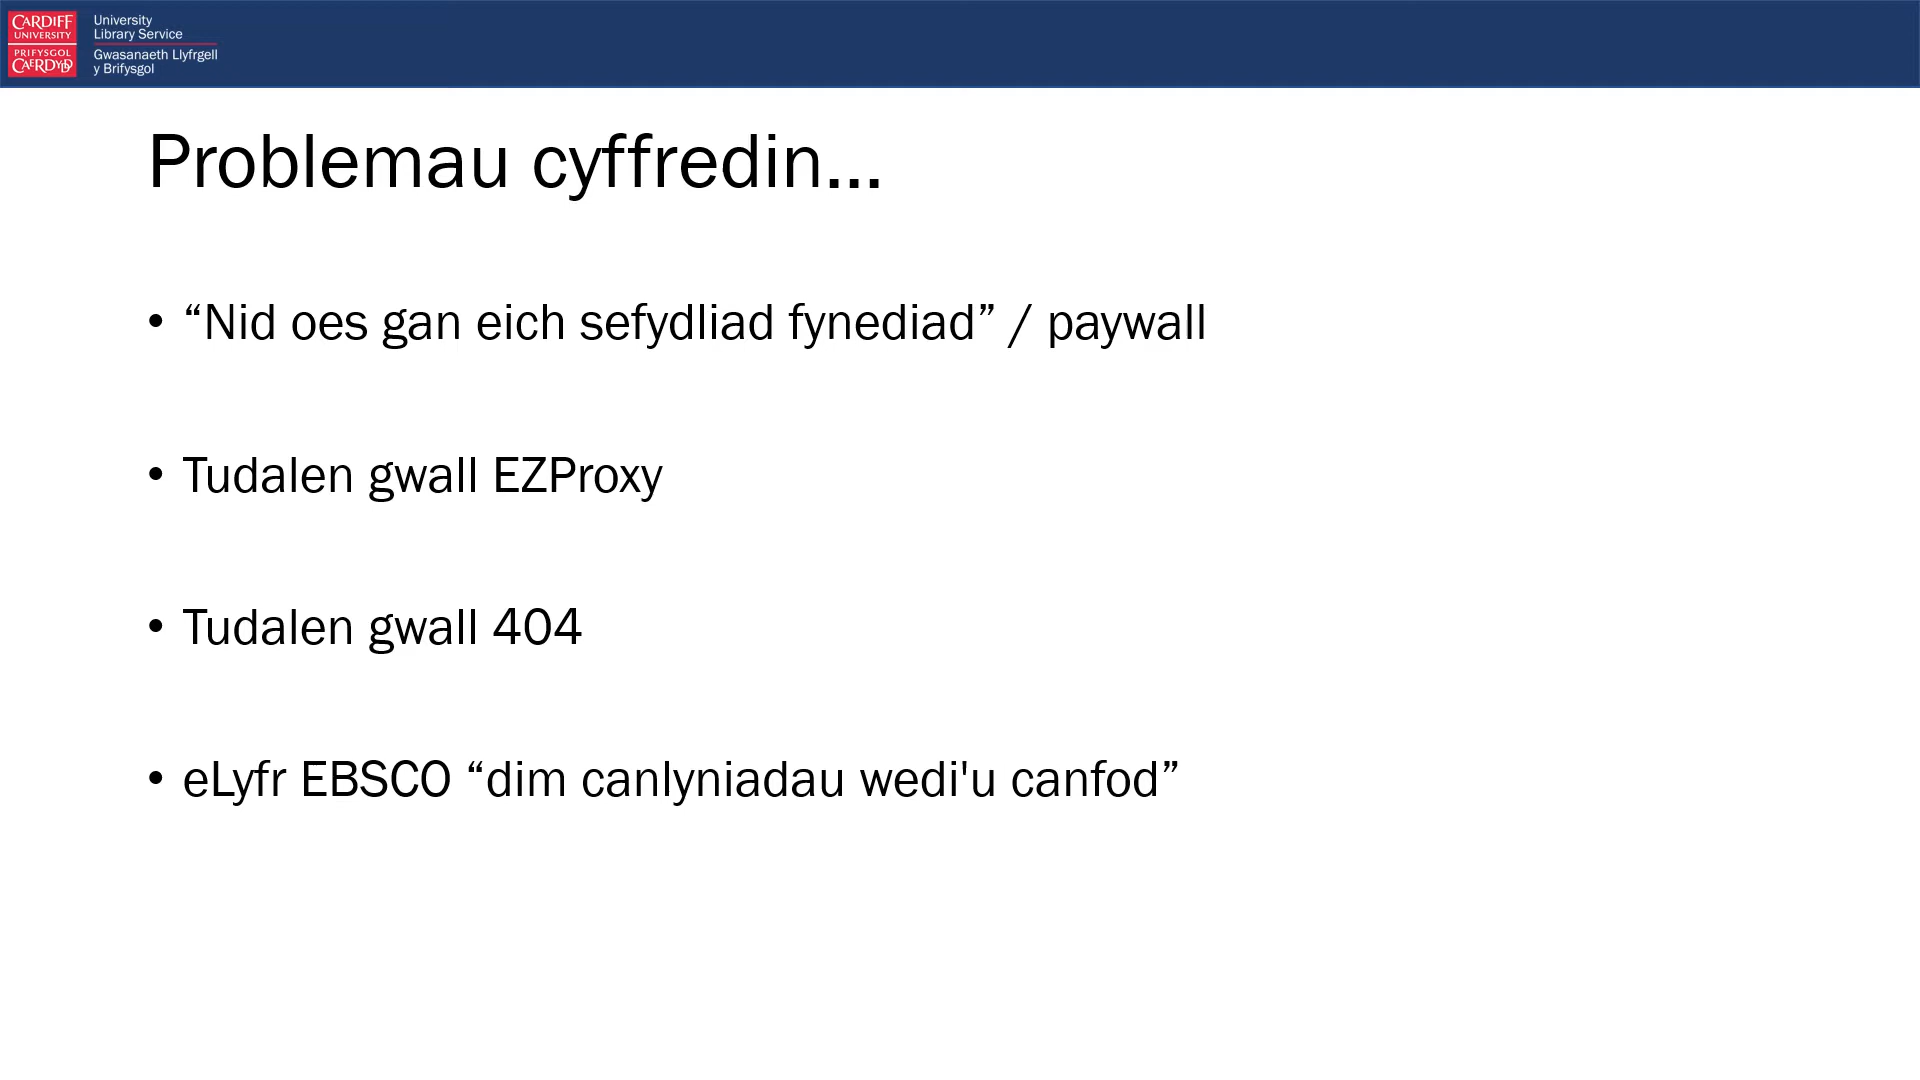 CARDIFF
UNIVERSITY
PRIFYSGOL
CAERDYDD
University
Library Service
Gwasanaeth Llyfrgell
y Brifysgol
Problemau cyffredin...
• “Nid oes gan eich sefydliad fynediad” / paywall
• Tudalen gwall EZProxy
• Tudalen gwall 404
• eLyfr EBSCO “dim canlyniadau wedi'u canfod”